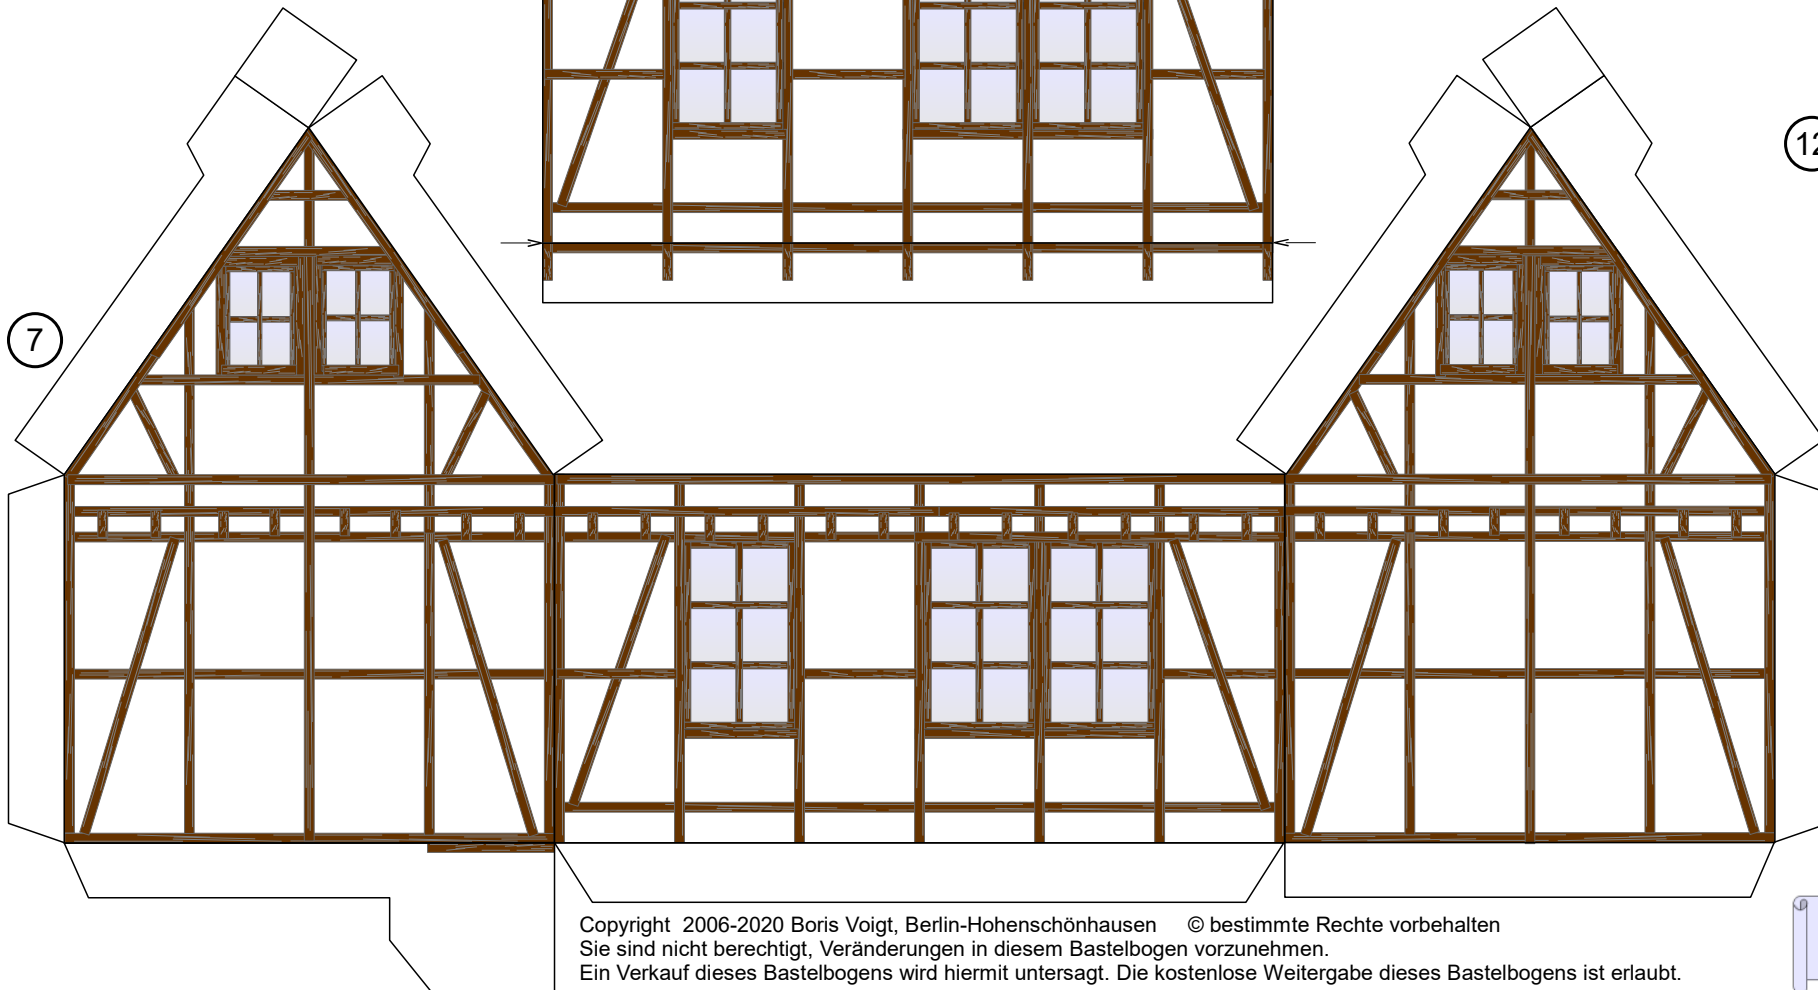 12
7
Copyright  2006-2020 Boris Voigt, Berlin-Hohenschönhausen     © bestimmte Rechte vorbehalten
Sie sind nicht berechtigt, Veränderungen in diesem Bastelbogen vorzunehmen.
Ein Verkauf dieses Bastelbogens wird hiermit untersagt. Die kostenlose Weitergabe dieses Bastelbogens ist erlaubt.